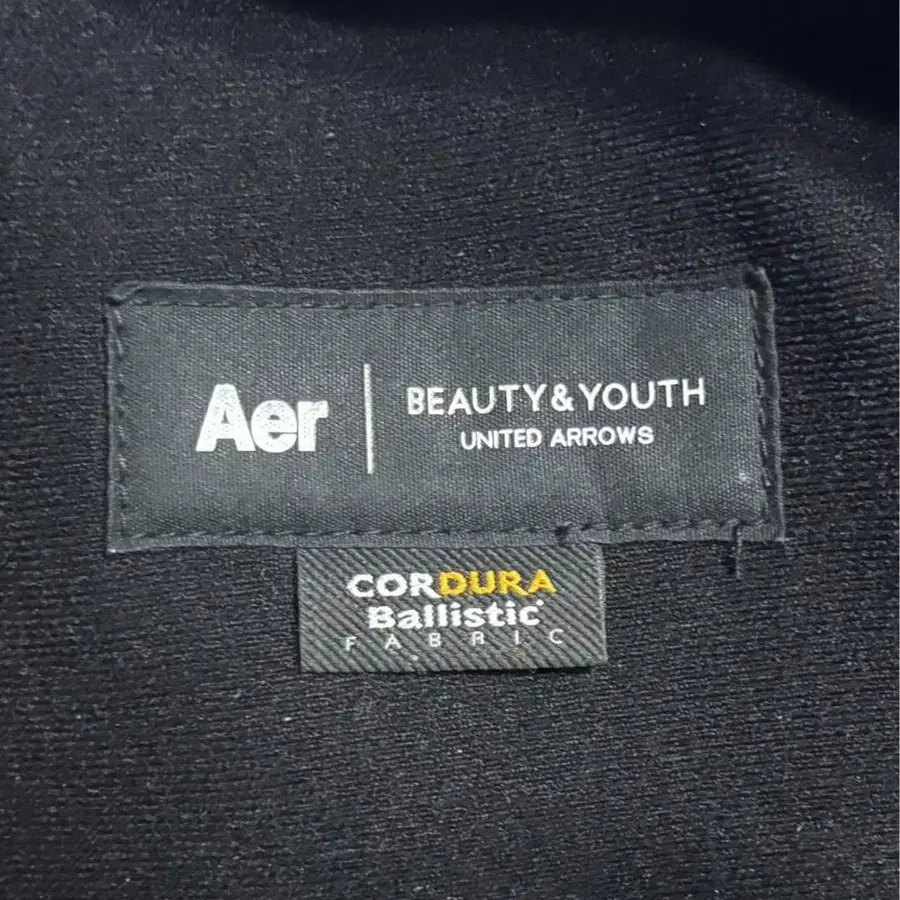 Aer
BEAUTY & YOUTH
UNITED ARROWS
CORDURA
Ballistic®
FABRIC